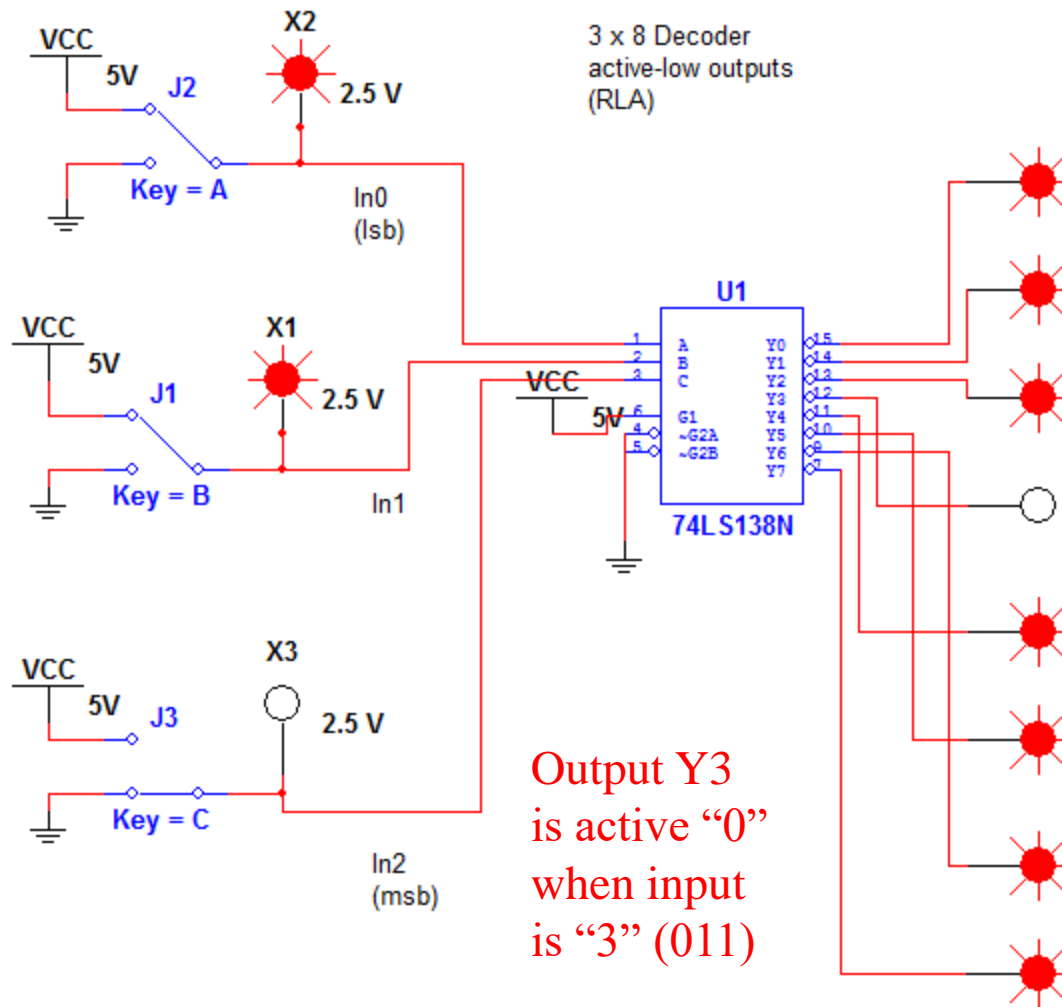 X2
VCC
3 x 8 Decoder
active-low outputs
(RLA)
5V
J2
2.5 V
Key = A
In0
(lsb)
U1
VCC
X1
5V
J1
2.5 V
Key = B
In1
VCC
5V
1 A Y0 15
2 B Y1 14
3 C Y2 13
Y3 12
6 G1 Y4 11
4 ~G2A Y5 10
5 ~G2B Y6 9
Y7 7
74LS138N
X3
VCC
5V
J3
2.5 V
Key = C
In2
(msb)
Output Y3
is active “0”
when input
is “3” (011)